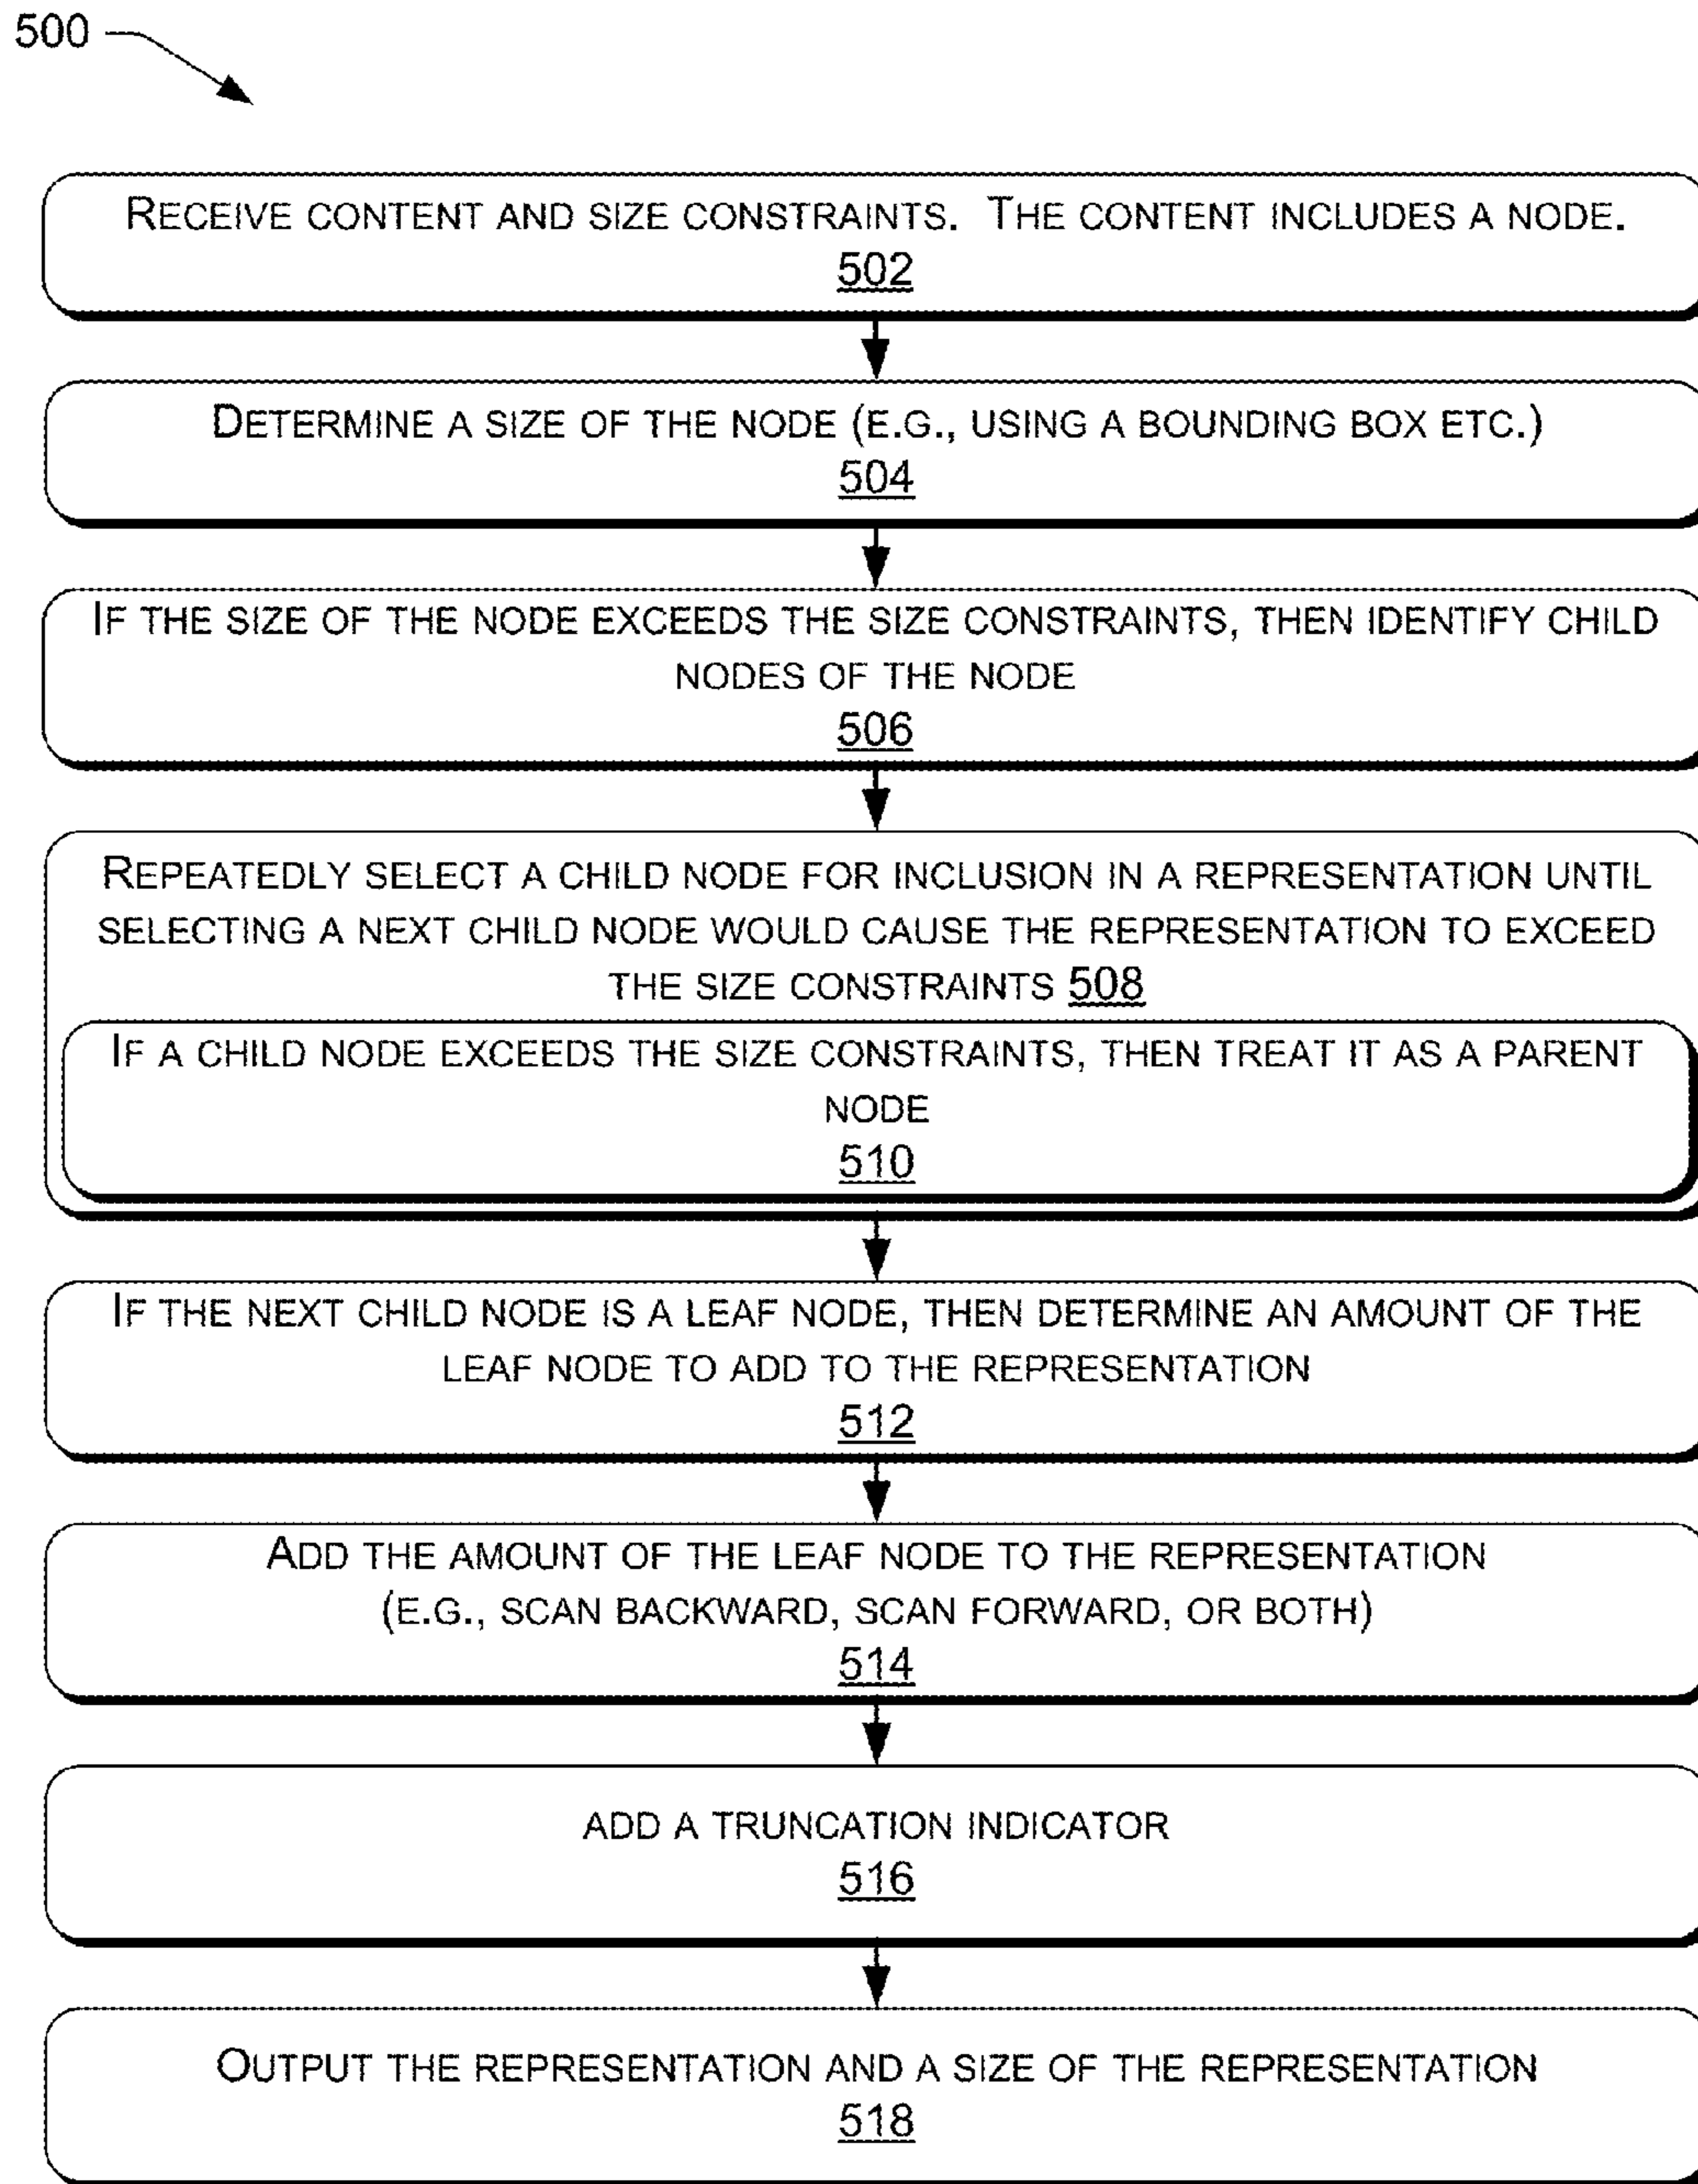 500
RECEIVE CONTENT AND SIZE CONSTRAINTS. THE CONTENT INCLUDES A NODE.
502
DETERMINE A SIZE OF THE NODE (E.G., USING A BOUNDING BOX ETC.)
504
IF THE SIZE OF THE NODE EXCEEDS THE SIZE CONSTRAINTS, THEN IDENTIFY CHILD
NODES OF THE NODE
506
REPEATEDLY SELECT A CHILD NODE FOR INCLUSION IN A REPRESENTATION UNTIL
SELECTING A NEXT CHILD NODE WOULD CAUSE THE REPRESENTATION TO EXCEED
THE SIZE CONSTRAINTS 508
IF A CHILD NODE EXCEEDS THE SIZE CONSTRAINTS, THEN TREAT IT AS A PARENT
NODE
510
IF THE NEXT CHILD NODE IS A LEAF NODE, THEN DETERMINE AN AMOUNT OF THE
LEAF NODE TO ADD TO THE REPRESENTATION
512
ADD THE AMOUNT OF THE LEAF NODE TO THE REPRESENTATION
(E.G., SCAN BACKWARD, SCAN FORWARD, OR BOTH)
514
ADD A TRUNCATION INDICATOR
516
OUTPUT THE REPRESENTATION AND A SIZE OF THE REPRESENTATION
518